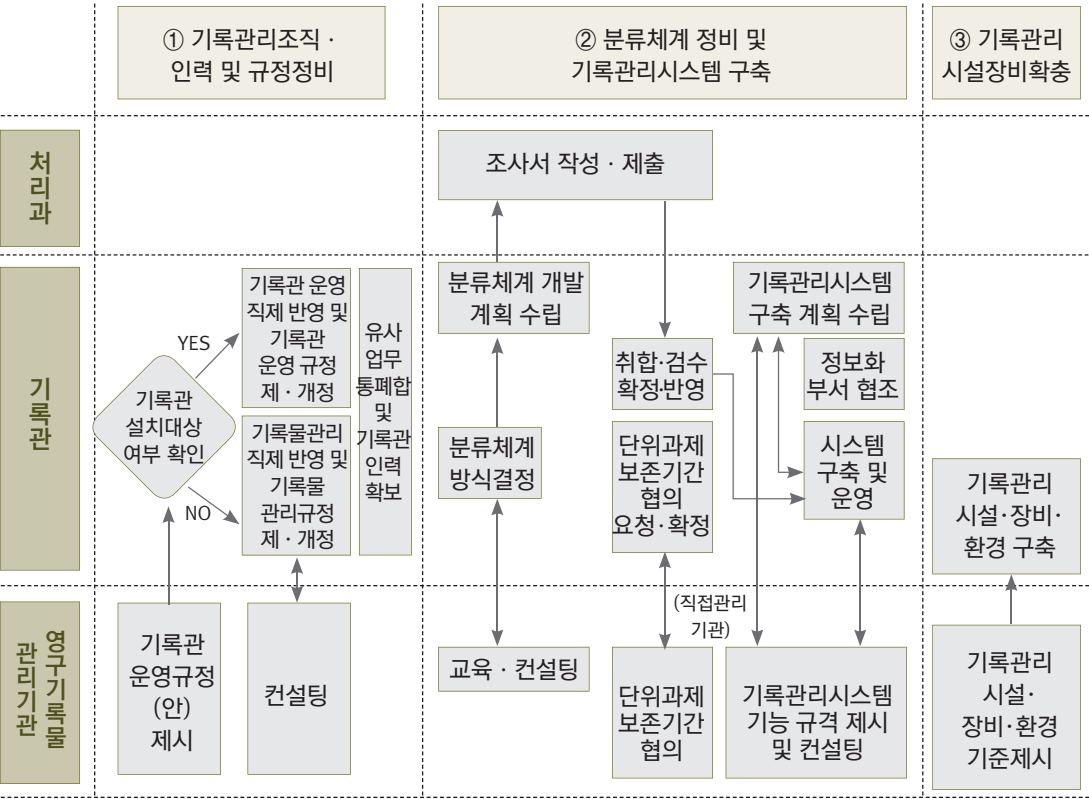 ① 기록관리조직 ·
인력 및 규정정비
② 분류체계 정비 및
기록관리시스템 구축
③ 기록관리
시설장비확충
처리과
조사서 작성 · 제출
기록관
기록관
설치대상
여부 확인
YES
NO
기록관 운영
직제 반영 및
기록관
운영 규정
제 · 개정
기록물관리
직제 반영 및
기록물
관리규정
제 · 개정
유사
업무
통폐합
및
기록관
인력
확보
분류체계 개발
계획 수립
분류체계
방식결정
취합·검수
확정·반영
단위과제
보존기간
협의
요청·확정
기록관리시스템
구축 계획 수립
정보화
부서 협조
시스템
구축 및
운영
기록관리
시설·장비·
환경 구축
영구기록물
관리기관
기록관
운영규정
(안)
제시
컨설팅
교육 · 컨설팅
(직접관리
기관)
단위과제
보존기간
협의
기록관리시스템
기능 규격 제시
및 컨설팅
기록관리
시설·
장비·환경
기준제시